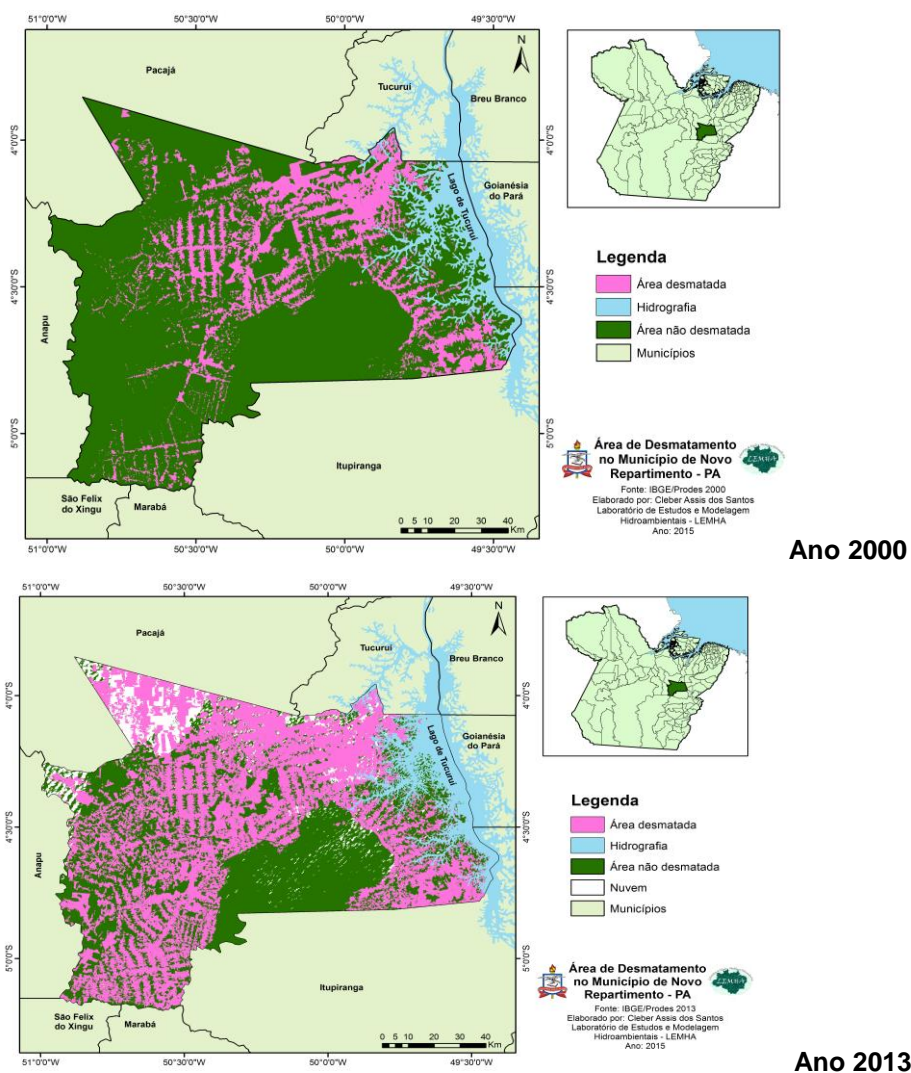 51°0'0"W 50°30'0"W 50°0'0"W 49°30'0"W
N
Pacajá
Tucuruí
Breu Branco
4°0'0"S 4°0'0"S
Goianésia
do Pará
Lago de Tucuruí
4°30'0"S 4°30'0"S
Anapu
5°0'0"S 5°0'0"S
Itupiranga
São Felix
do Xingu
Marabá
0 5 10 20 30 40
Km
51°0'0"W 50°30'0"W 50°0'0"W 49°30'0"W
Legenda
Área desmatada
Hidrografia
Área não desmatada
Municípios
Área de Desmatamento
no Município de Novo
Repartimento - PA
LEMHA
Fonte: IBGE/Prodes 2000
Elaborado por: Cleber Assis dos Santos
Laboratório de Estudos e Modelagem
Hidroambientais - LEMHA
Ano: 2015
Ano 2000
51°0'0"W 50°30'0"W 50°0'0"W 49°30'0"W
N
Pacajá
Tucuruí
Breu Branco
4°0'0"S 4°0'0"S
Goianésia
do Pará
Lago de Tucuruí
4°30'0"S 4°30'0"S
Anapu
5°0'0"S 5°0'0"S
Itupiranga
São Felix
do Xingu
Marabá
0 5 10 20 30 40
Km
51°0'0"W 50°30'0"W 50°0'0"W 49°30'0"W
Legenda
Área desmatada
Hidrografia
Área não desmatada
Nuvem
Municípios
Área de Desmatamento
no Município de Novo
Repartimento - PA
LEMHA
Fonte: IBGE/Prodes 2013
Elaborado por: Cleber Assis dos Santos
Laboratório de Estudos e Modelagem
Hidroambientais - LEMHA
Ano: 2015
Ano 2013